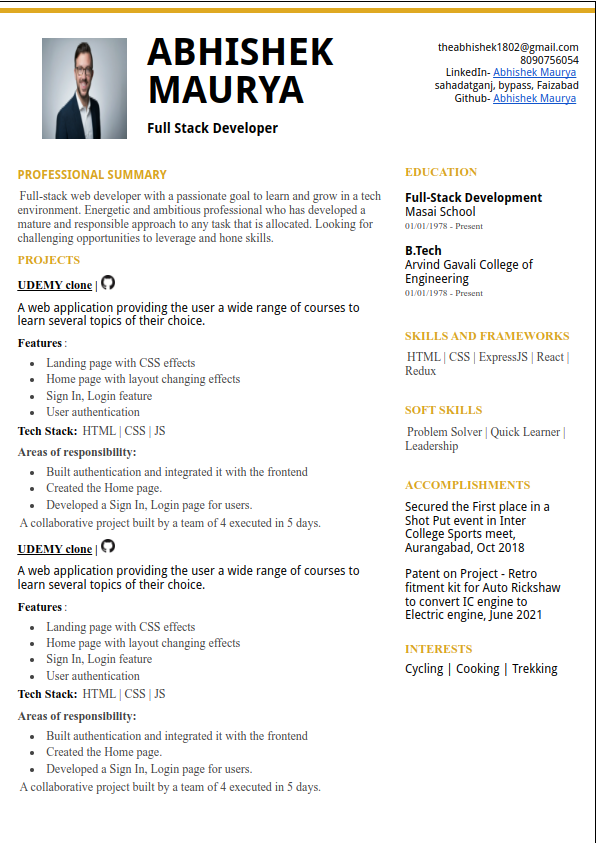 ABHISHEK
MAURYA
Full Stack Developer
theabhishek1802@gmail.com
8090756054
LinkedIn- Abhishek Maurya
sahadatganj, bypass, Faizabad
Github- Abhishek Maurya
PROFESSIONAL SUMMARY
Full-stack web developer with a passionate goal to learn and grow in a tech
environment. Energetic and ambitious professional who has developed a
mature and responsible approach to any task that is allocated. Looking for
challenging opportunities to leverage and hone skills.
PROJECTS
UDEMY clone |
A web application providing the user a wide range of courses to
learn several topics of their choice.
Features :
• Landing page with CSS effects
• Home page with layout changing effects
• Sign In, Login feature
• User authentication
Tech Stack: HTML | CSS | JS
Areas of responsibility:
• Built authentication and integrated it with the frontend
• Created the Home page.
• Developed a Sign In, Login page for users.
A collaborative project built by a team of 4 executed in 5 days.
UDEMY clone |
A web application providing the user a wide range of courses to
learn several topics of their choice.
Features :
• Landing page with CSS effects
• Home page with layout changing effects
• Sign In, Login feature
• User authentication
Tech Stack: HTML | CSS | JS
Areas of responsibility:
• Built authentication and integrated it with the frontend
• Created the Home page.
• Developed a Sign In, Login page for users.
A collaborative project built by a team of 4 executed in 5 days.
EDUCATION
Full-Stack Development
Masai School
01/01/1978 - Present
B.Tech
Arvind Gavali College of
Engineering
01/01/1978 - Present
SKILLS AND FRAMEWORKS
HTML | CSS | ExpressJS | React |
Redux
SOFT SKILLS
Problem Solver | Quick Learner |
Leadership
ACCOMPLISHMENTS
Secured the First place in a
Shot Put event in Inter
College Sports meet,
Aurangabad, Oct 2018
Patent on Project - Retro
fitment kit for Auto Rickshaw
to convert IC engine to
Electric engine, June 2021
INTERESTS
Cycling | Cooking | Trekking